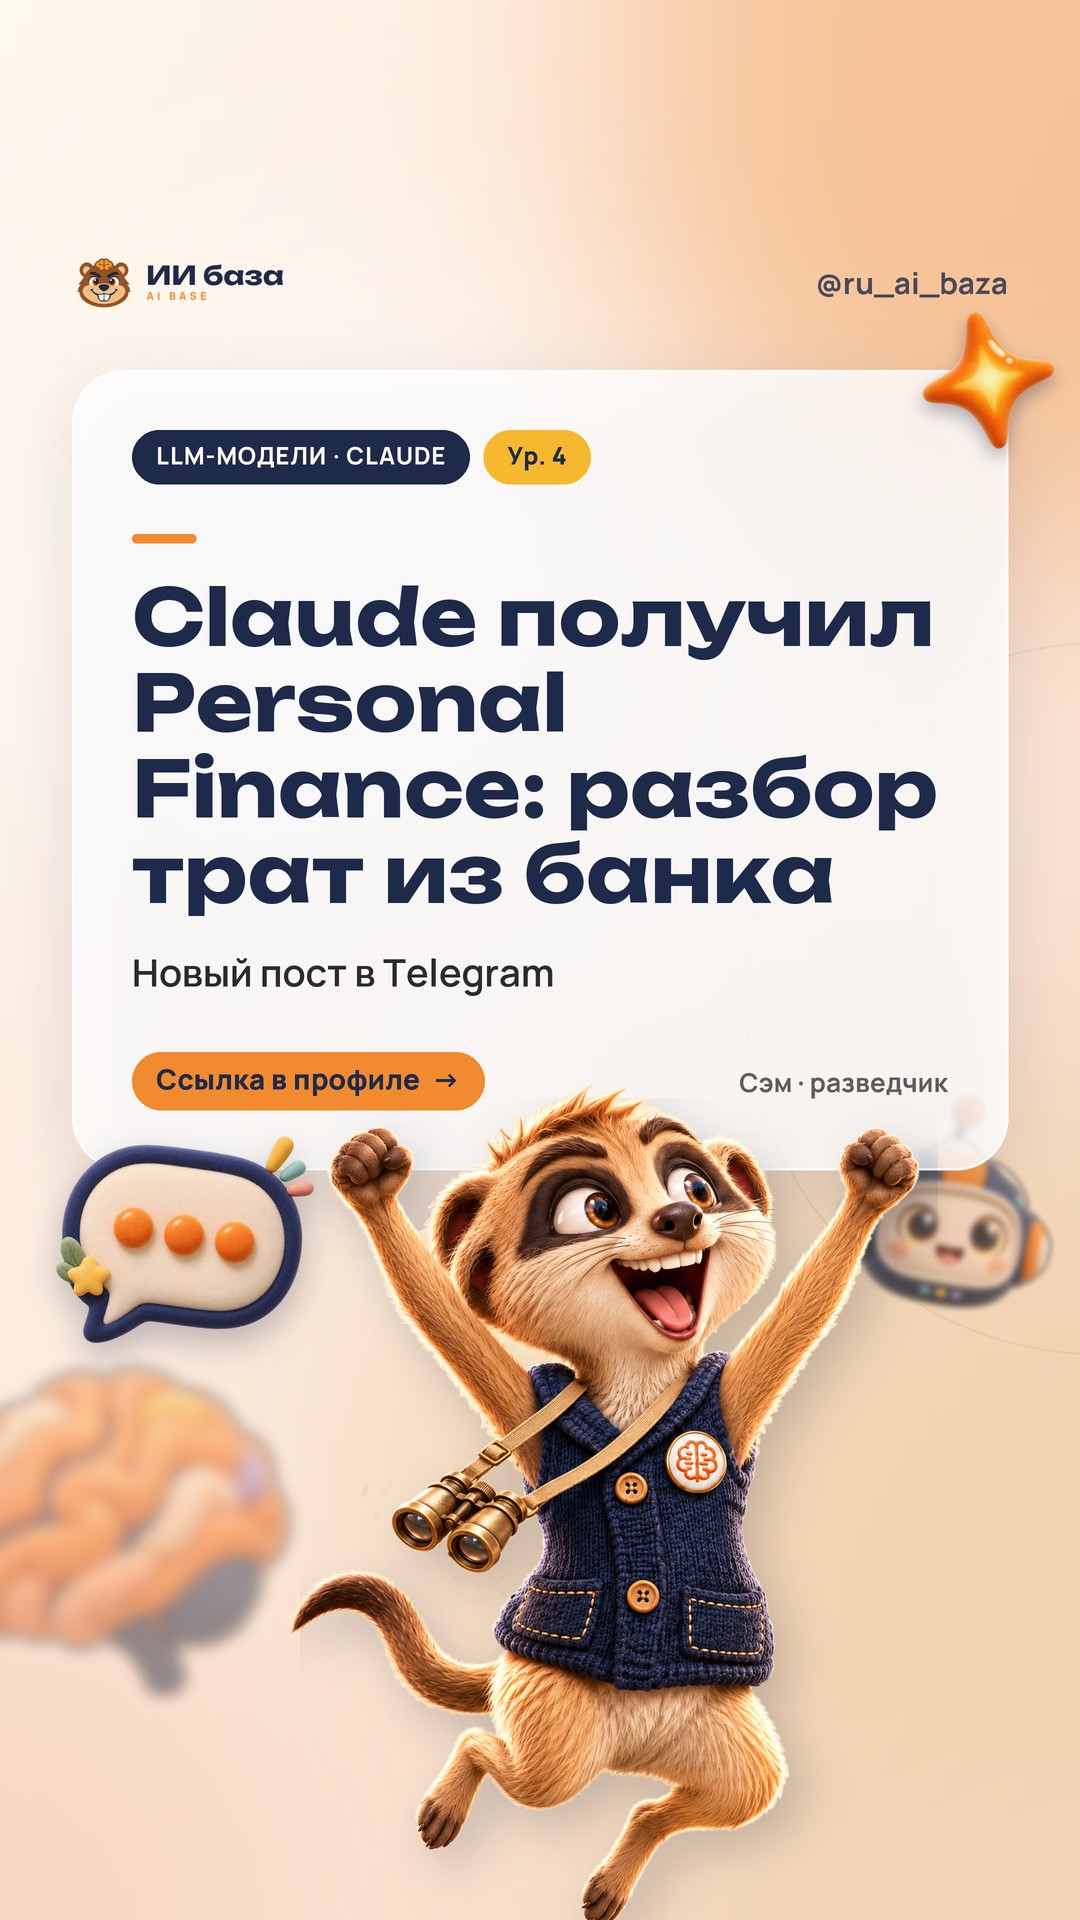 ИИ база
AI BASE
@ru_ai_baza
LLM-МОДЕЛИ · CLAUDE
Ур. 4
Claude получил
Personal
Finance: разбор
трат из банка
Новый пост в Telegram
Ссылка в профиле →
Сэм · разведчик